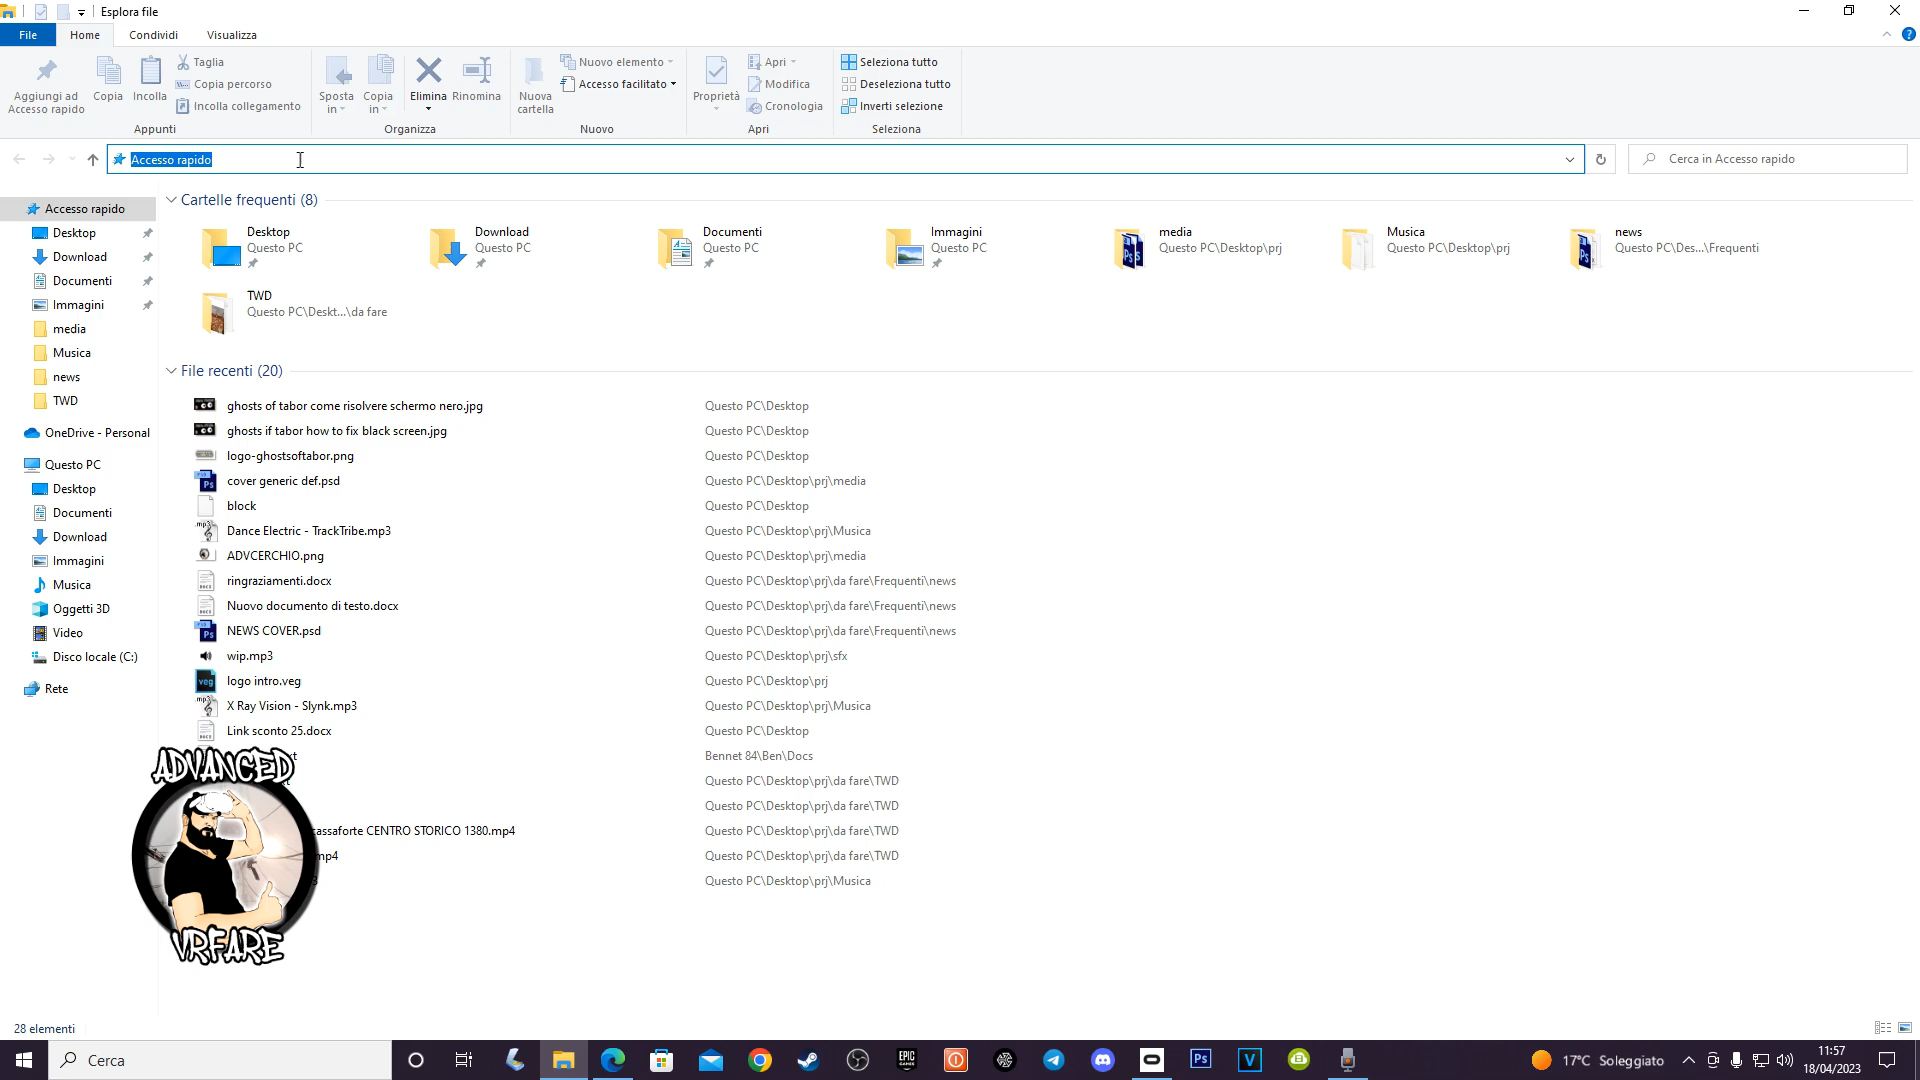 Esplora file
File Home Condividi Visualizza
Aggiungi ad Accesso rapido
Copia
Incolla
Taglia
Copia percorso
Incolla collegamento
Appunti
Sposta in
Copia in
Elimina
Rinomina
Organizza
Nuova cartella
Nuovo elemento
Accesso facilitato
Nuovo
Proprietà
Apri
Modifica
Cronologia
Apri
Seleziona tutto
Deseleziona tutto
Inverti selezione
Seleziona
Accesso rapido
Cerca in Accesso rapido
Accesso rapido
Desktop
Download
Documenti
Immagini
media
Musica
news
TWD
OneDrive - Personal
Questo PC
Desktop
Documenti
Download
Immagini
Musica
Oggetti 3D
Video
Disco locale (C:)
Rete
Cartelle frequenti (8)
Desktop
Questo PC
Download
Questo PC
Documenti
Questo PC
Immagini
Questo PC
media
Questo PC\Desktop\prj
Musica
Questo PC\Desktop\prj
news
Questo PC\Des...\Frequenti
TWD
Questo PC\Deskt...\da fare
File recenti (20)
ghosts of tabor come risolvere schermo nero.jpg Questo PC\Desktop
ghosts if tabor how to fix black screen.jpg Questo PC\Desktop
logo-ghostsoftabor.png Questo PC\Desktop
cover generic def.psd Questo PC\Desktop\prj\media
block Questo PC\Desktop
Dance Electric - TrackTribe.mp3 Questo PC\Desktop\prj\Musica
ADVCERCHIO.png Questo PC\Desktop\prj\media
ringraziamenti.docx Questo PC\Desktop\prj\da fare\Frequenti\news
Nuovo documento di testo.docx Questo PC\Desktop\prj\da fare\Frequenti\news
NEWS COVER.psd Questo PC\Desktop\prj\da fare\Frequenti\news
wip.mp3 Questo PC\Desktop\prj\sfx
logo intro.veg Questo PC\Desktop\prj
X Ray Vision - Slynk.mp3 Questo PC\Desktop\prj\Musica
Link sconto 25.docx Questo PC\Desktop
Bennet 84\Ben\Docs
Questo PC\Desktop\prj\da fare\TWD
Questo PC\Desktop\prj\da fare\TWD
cassaforte CENTRO STORICO 1380.mp4 Questo PC\Desktop\prj\da fare\TWD
mp4 Questo PC\Desktop\prj\da fare\TWD
Questo PC\Desktop\prj\Musica
ADVANCED
VRFARE
28 elementi
Cerca
17°C Soleggiato
11:57
18/04/2023